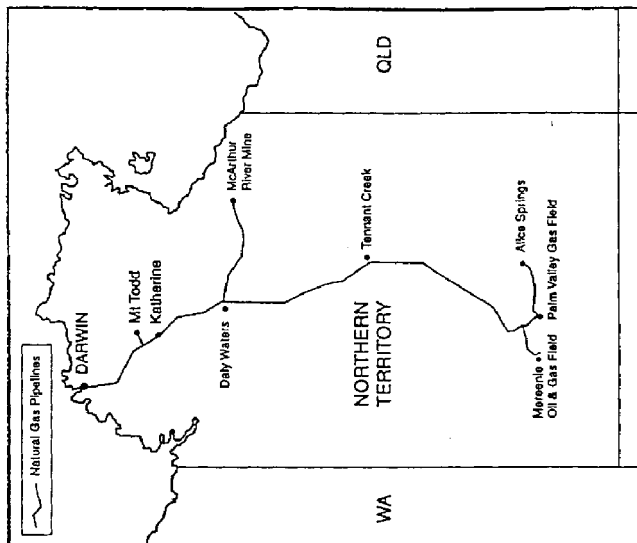 Natural Gas Pipelines
DARWIN
Mt Todd
Katherine
McArthur
River Mine
Daly Waters
QLD
Tennant Creek
NORTHERN
TERRITORY
WA
Alice Springs
Palm Valley Gas Field
Mereenie
Oil & Gas Field